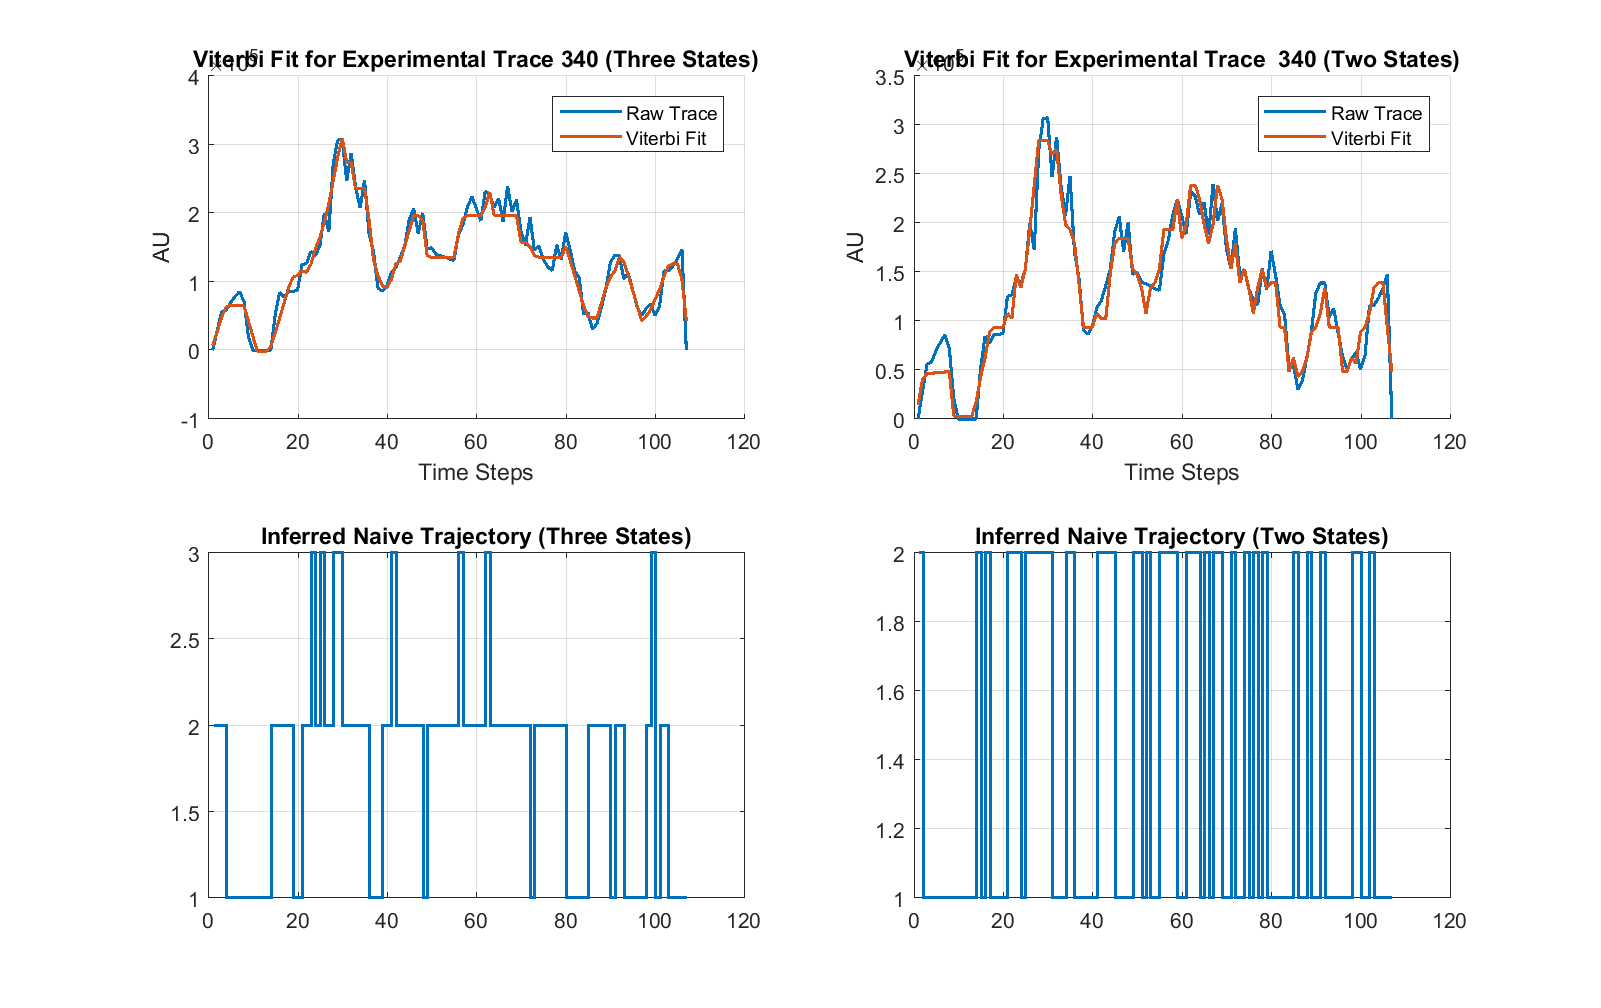 Viterbi Fit for Experimental Trace 340 (Three States)
×10^5
4
3
2
1
0
-1
AU
Raw Trace
Viterbi Fit
0 20 40 60 80 100 120
Time Steps
Viterbi Fit for Experimental Trace  340 (Two States)
×10^5
3.5
3
2.5
2
1.5
1
0.5
0
AU
Raw Trace
Viterbi Fit
0 20 40 60 80 100 120
Time Steps
Inferred Naive Trajectory (Three States)
3
2.5
2
1.5
1
0 20 40 60 80 100 120
Inferred Naive Trajectory (Two States)
2
1.8
1.6
1.4
1.2
1
0 20 40 60 80 100 120